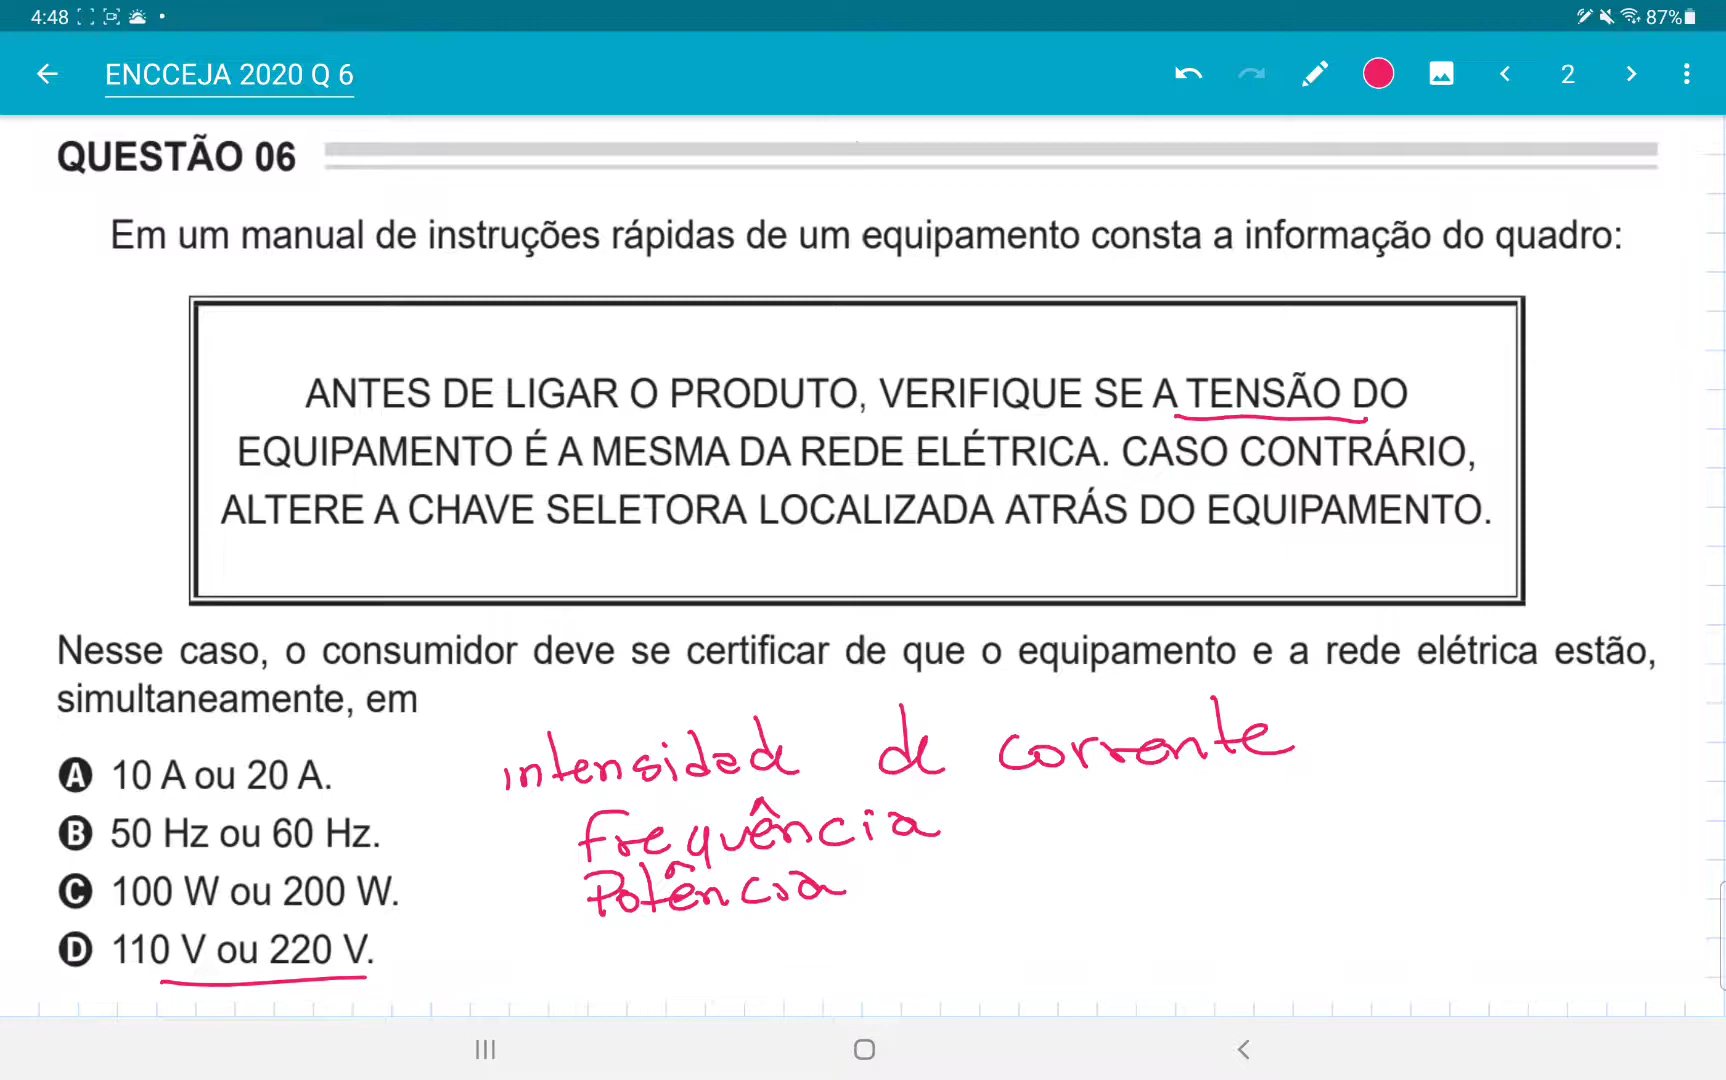 4:48 87%
ENCCEJA 2020 Q 6 2
QUESTÃO 06
Em um manual de instruções rápidas de um equipamento consta a informação do quadro:
ANTES DE LIGAR O PRODUTO, VERIFIQUE SE A TENSÃO DO
EQUIPAMENTO É A MESMA DA REDE ELÉTRICA. CASO CONTRÁRIO,
ALTERE A CHAVE SELETORA LOCALIZADA ATRÁS DO EQUIPAMENTO.
Nesse caso, o consumidor deve se certificar de que o equipamento e a rede elétrica estão,
simultaneamente, em
A 10 A ou 20 A. intensidade de corrente
B 50 Hz ou 60 Hz. frequência
C 100 W ou 200 W. Potência
D 110 V ou 220 V.